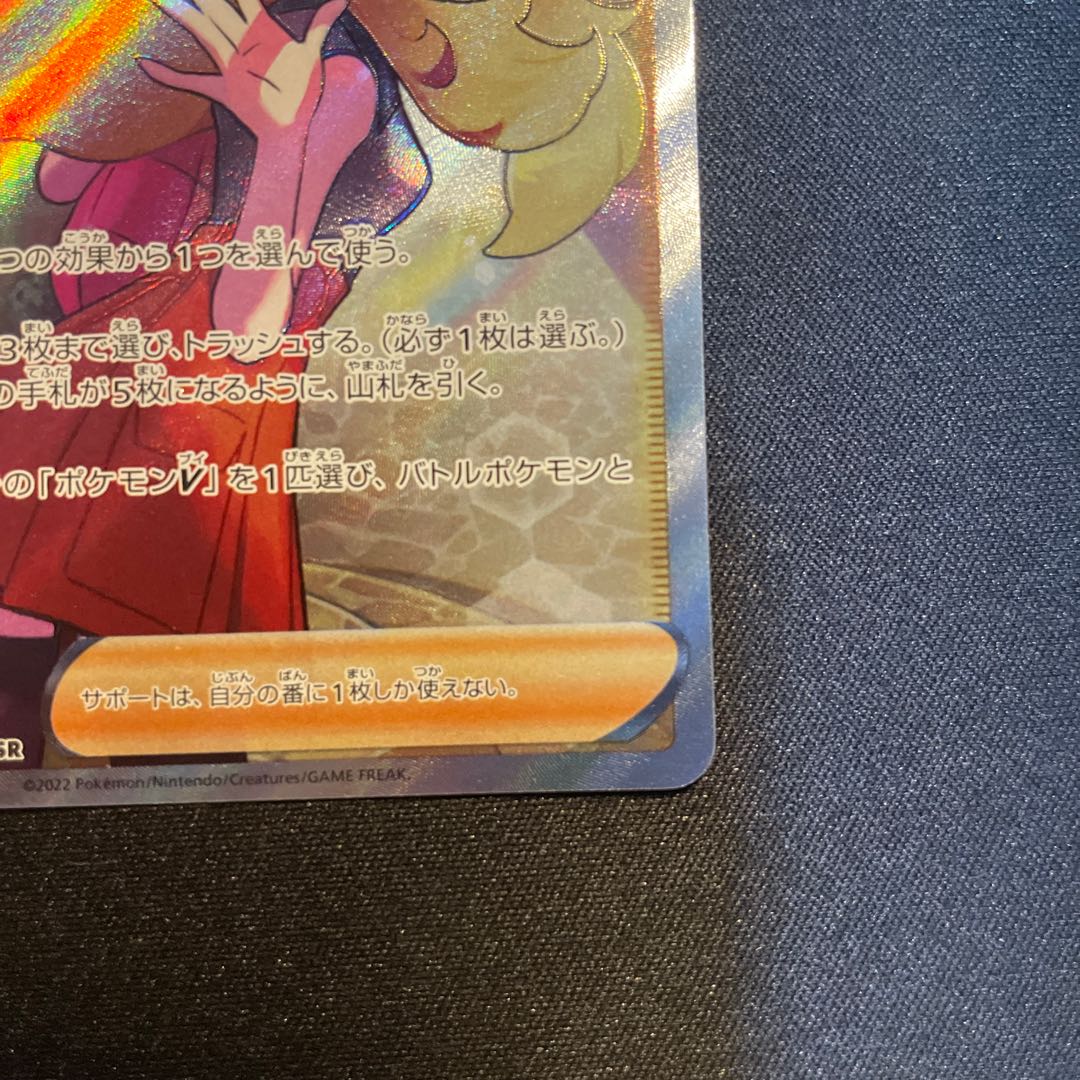 つの効果から1つを選んで使う。
3枚まで選び、トラッシュする。(必ず1枚は選ぶ。)
の手札が5枚になるように、山札を引く。
の「ポケモンV」を1匹選び、バトルポケモンと
サポートは、自分の番に1枚しか使えない。
SR
©2022 Pokémon/Nintendo/Creatures/GAME FREAK.